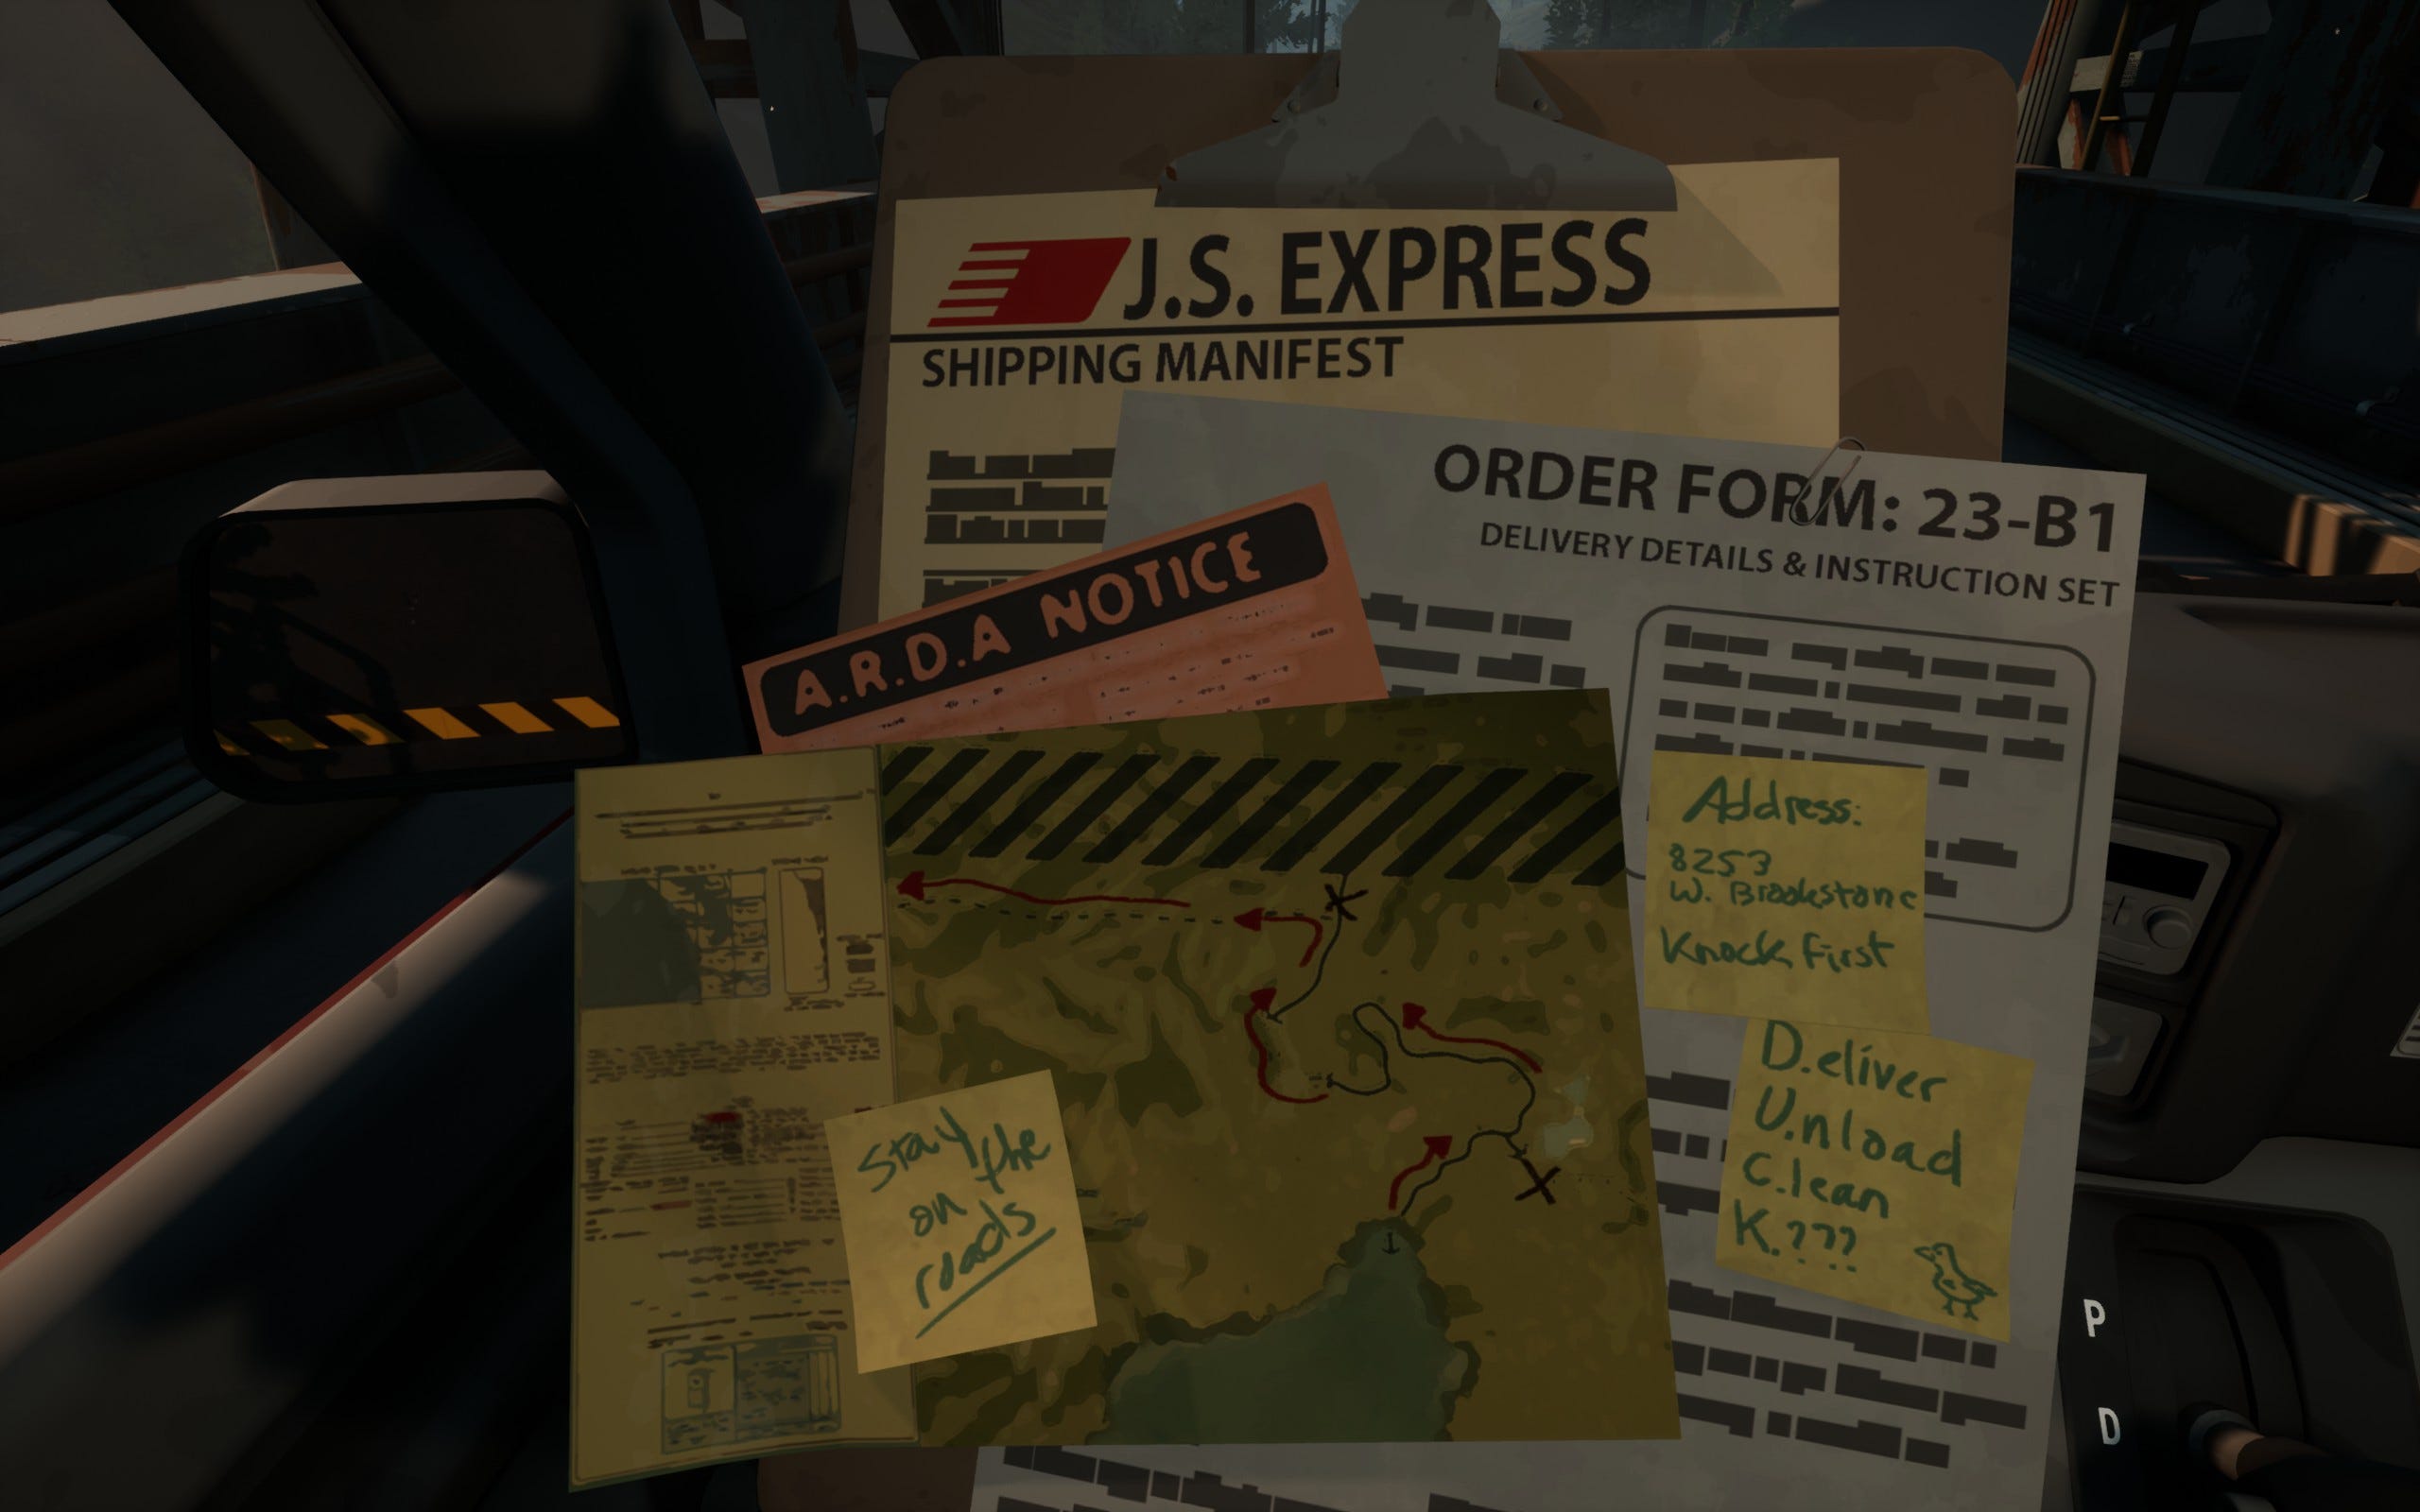 J.S. EXPRESS
SHIPPING MANIFEST
ORDER FORM: 23-B1
DELIVERY DETAILS & INSTRUCTION SET
A.R.D.A NOTICE
Address:
8253
W. Brookstone
Knock First
D.eliver
U.nload
C.lean
K.???
Stay
on the
roads
P
D